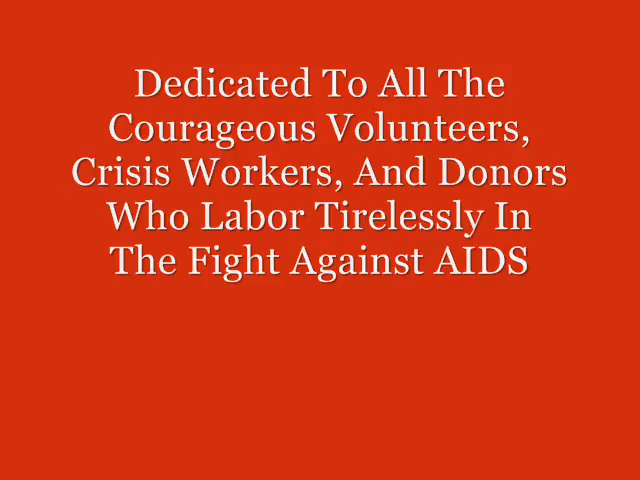 Dedicated To All The
Courageous Volunteers,
Crisis Workers, And Donors
Who Labor Tirelessly In
The Fight Against AIDS